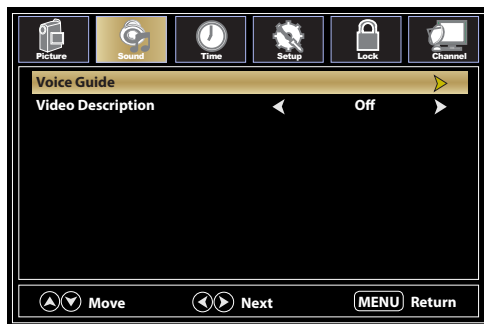 Picture Sound Time Setup Lock Channel
Voice Guide
Video Description Off
Move Next MENU Return